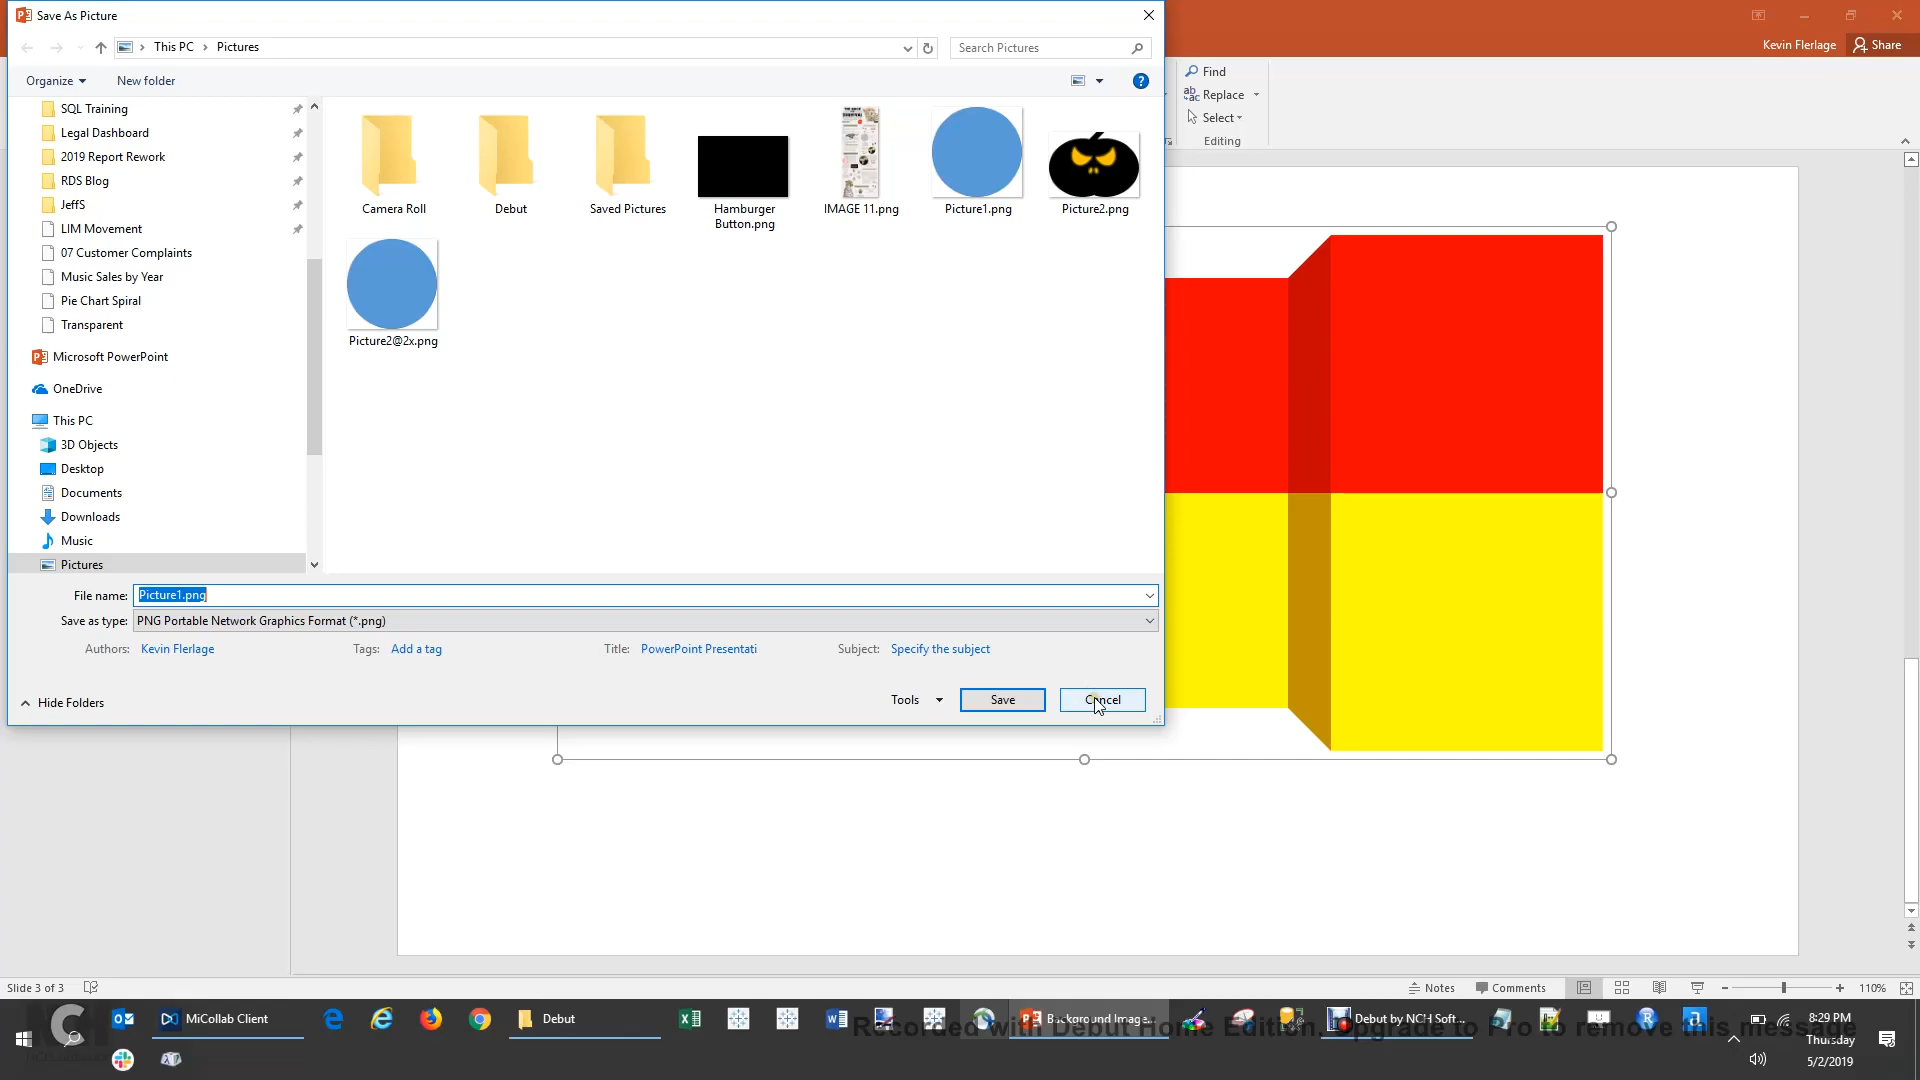 Save As Picture
This PC > Pictures
Search Pictures
Kevin Flerlage
Share
Organize
New folder
?
Find
Replace
Select
Editing
SQL Training
Legal Dashboard
2019 Report Rework
RDS Blog
JeffS
LIM Movement
07 Customer Complaints
Music Sales by Year
Pie Chart Spiral
Transparent
Microsoft PowerPoint
OneDrive
This PC
3D Objects
Desktop
Documents
Downloads
Music
Pictures
Camera Roll
Debut
Saved Pictures
Hamburger Button.png
IMAGE 11.png
Picture1.png
Picture2.png
Picture2@2x.png
File name: Picture1.png
Save as type: PNG Portable Network Graphics Format (*.png)
Authors: Kevin Flerlage
Tags: Add a tag
Title: PowerPoint Presentati
Subject: Specify the subject
Hide Folders
Tools
Save
Cancel
Slide 3 of 3
Notes
Comments
110%
MiCollab Client
Debut
Background Image...
Debut by NCH Soft...
Recorded with Debut Home Edition. Upgrade to Pro to remove this message
8:29 PM
Thursday
5/2/2019